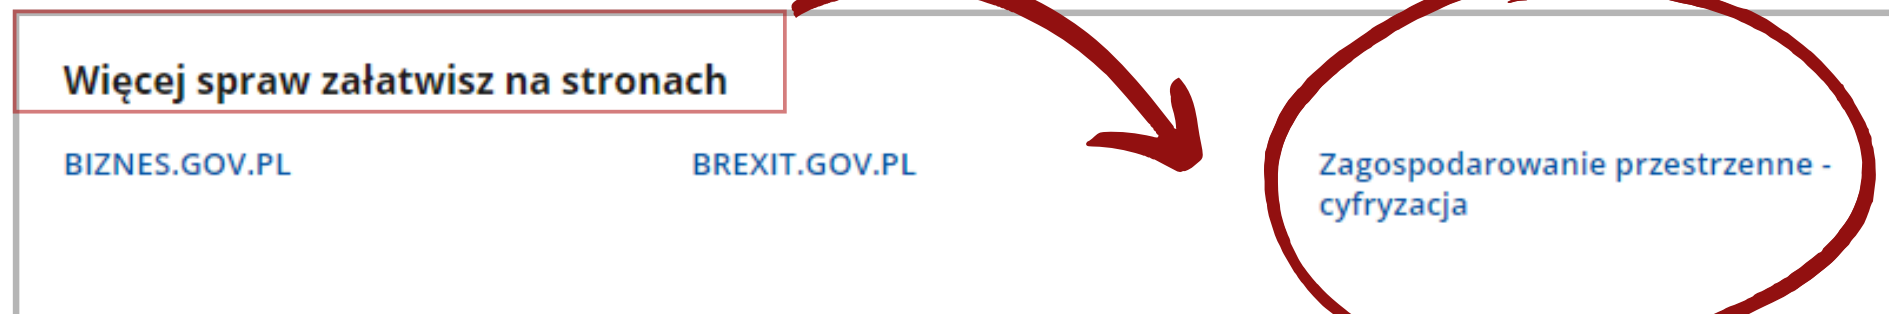 Więcej spraw załatwisz na stronach
BIZNES.GOV.PL
BREXIT.GOV.PL
Zagospodarowanie przestrzenne -
cyfryzacja